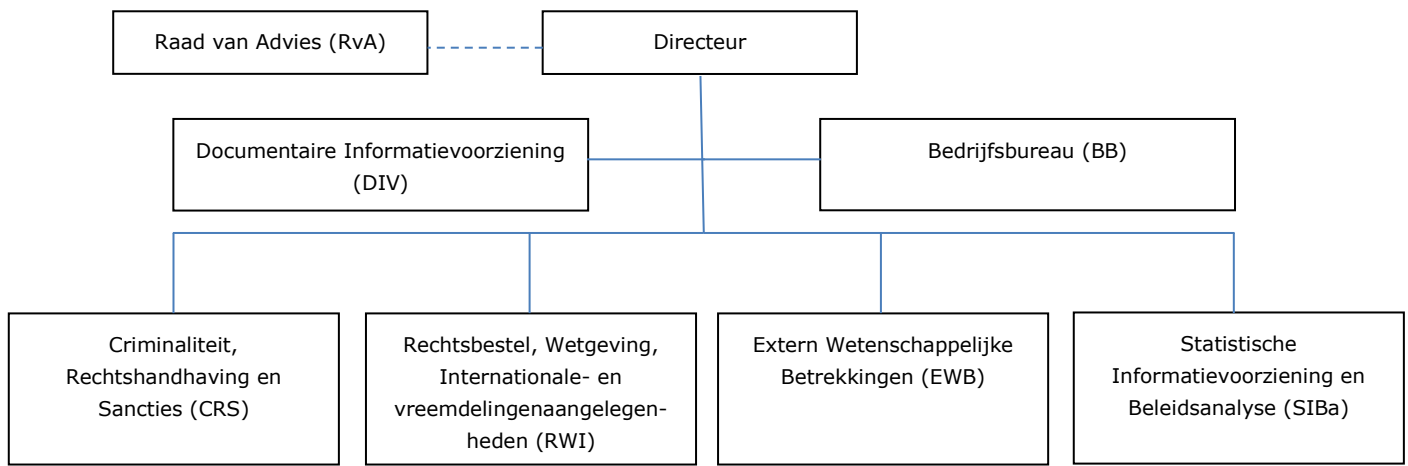 Raad van Advies (RvA)
Directeur
Documentaire Informatievoorziening
(DIV)
Bedrijfsbureau (BB)
Criminaliteit,
Rechtshandhaving en
Sancties (CRS)
Rechtsbestel, Wetgeving,
Internationale- en
vreemdelingenaangelegen-
heden (RWI)
Extern Wetenschappelijke
Betrekkingen (EWB)
Statistische
Informatievoorziening en
Beleidsanalyse (SIBa)